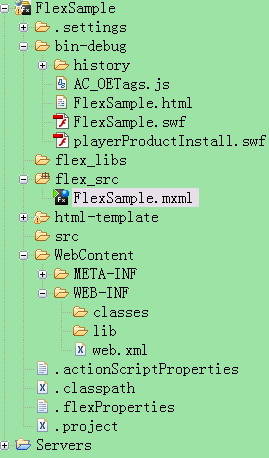 FlexSample
.settings
bin-debug
history
AC_OETags.js
FlexSample.html
FlexSample.swf
playerProductInstall.swf
flex_libs
flex_src
FlexSample.mxml
html-template
src
WebContent
META-INF
WEB-INF
classes
lib
web.xml
.actionScriptProperties
.classpath
.flexProperties
.project
Servers